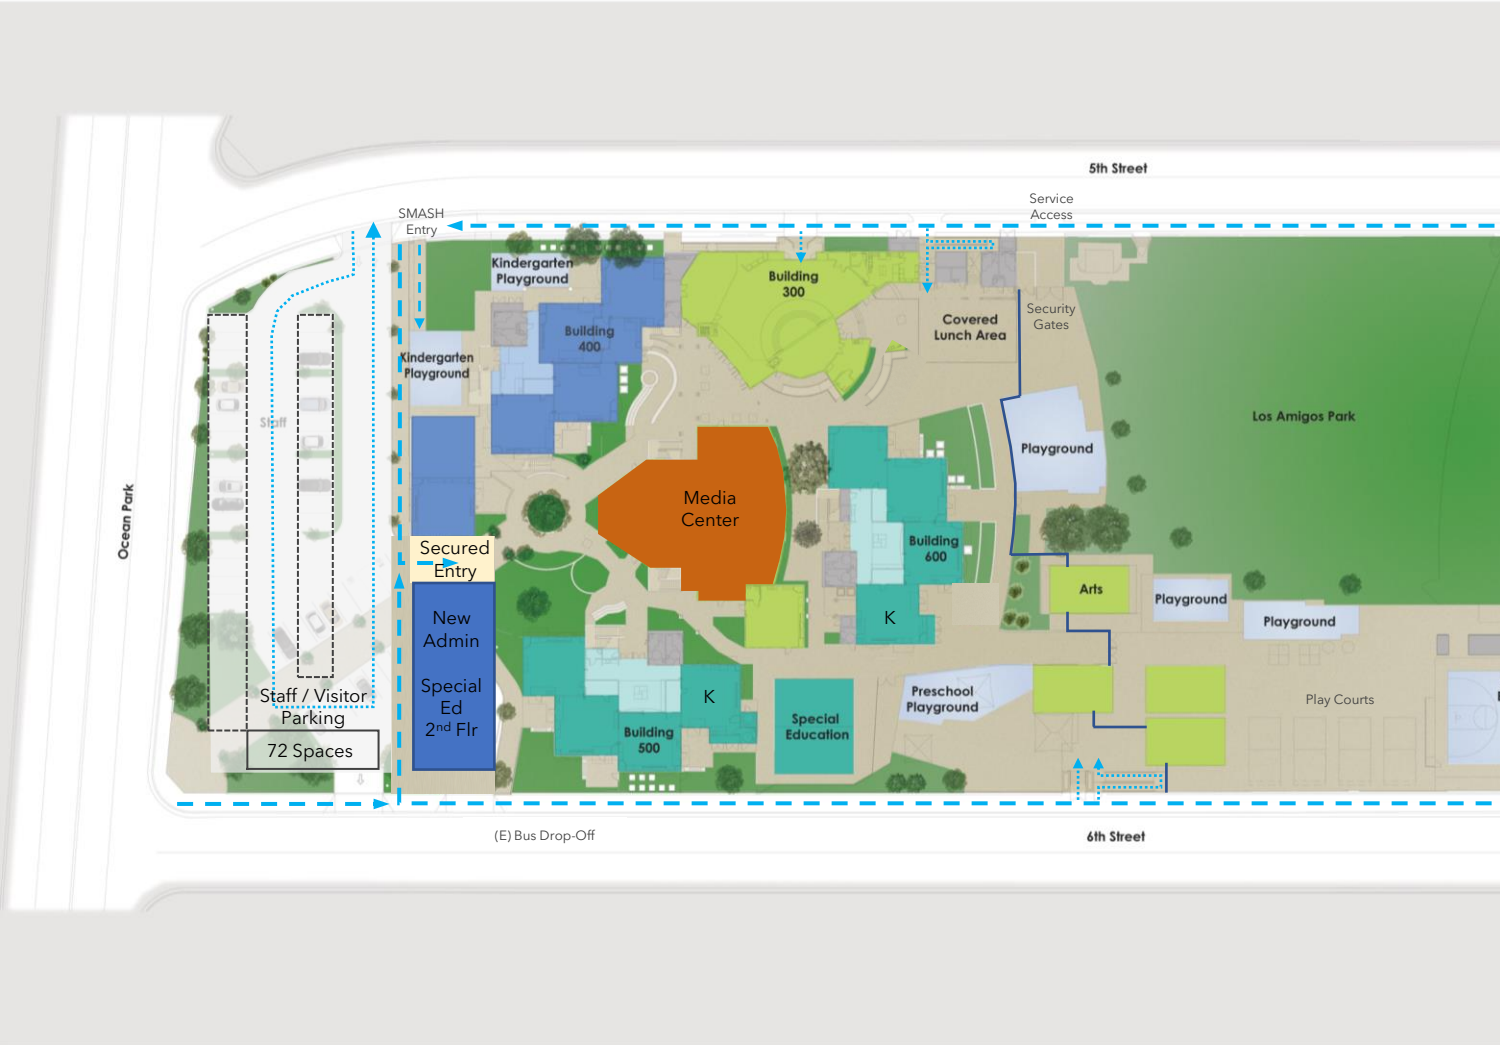 5th Street
Service
Access
SMASH
Entry
Kindergarten
Playground
Building
300
Building
400
Covered
Lunch Area
Security
Gates
Kindergarten
Playground
Staff
Los Amigos Park
Playground
Media
Center
Ocean Park
Secured
Entry
Building
600
Arts
Playground
Playground
New
Admin
Special
Ed
2nd Flr
K
K
Staff / Visitor
Parking
72 Spaces
Preschool
Playground
Play Courts
Special
Education
Building
500
(E) Bus Drop-Off
6th Street